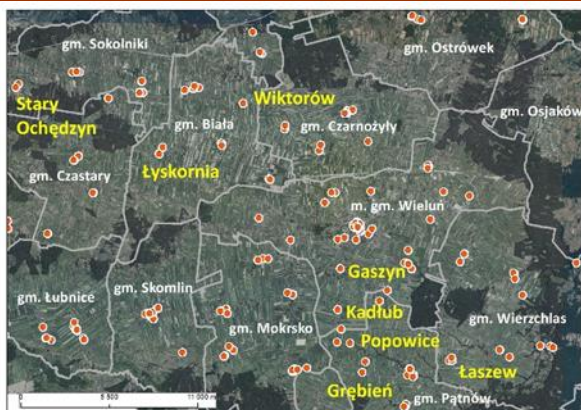 gm. Ostrówek
gm. Sokolniki
gm. Osjaków
Wiktorów
Stary
Ochędzyn
gm. Biała
gm. Czarnożyły
Łyskornia
gm. Czastary
m. gm. Wieluń
Gaszyn
gm. Skomlin
gm. Łubnice
Kadłub
gm. Wierzchlas
gm. Mokrsko
Popowice
Łaszew
Grębień
gm. Pątnów
0 5 500 11 000 m